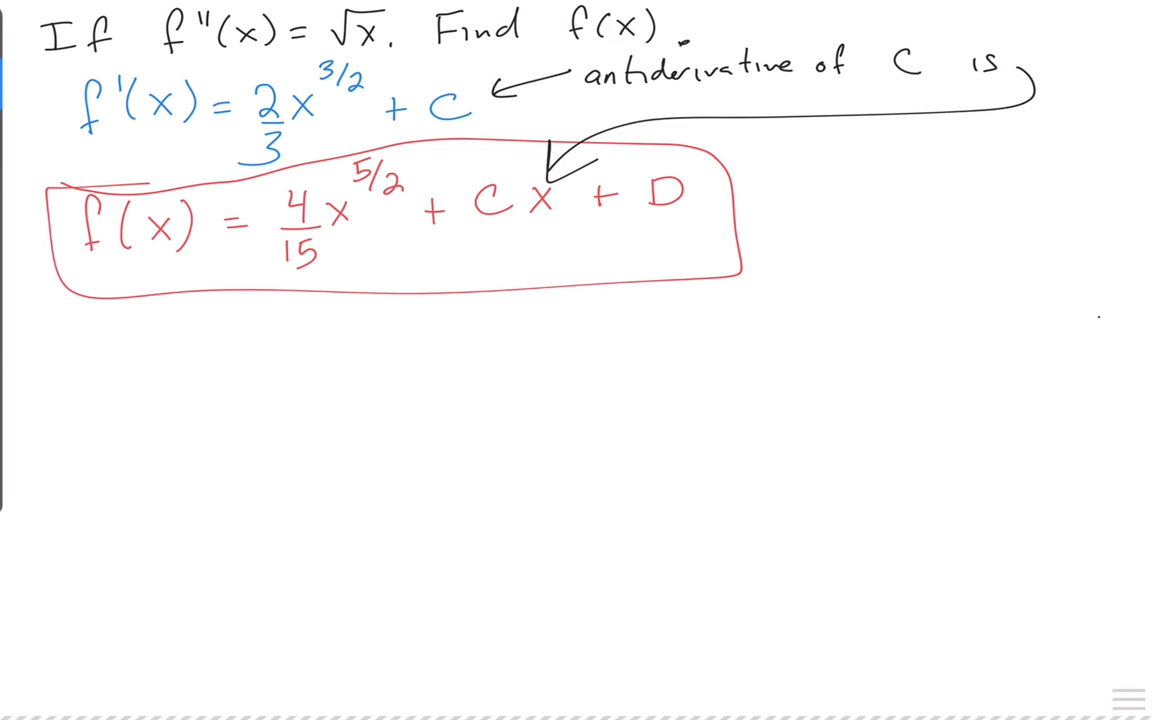 If f''(x) = √x. Find f(x).
f'(x) = 2/3 x^3/2 + C ← antiderivative of C is
f(x) = 4/15 x^5/2 + Cx + D